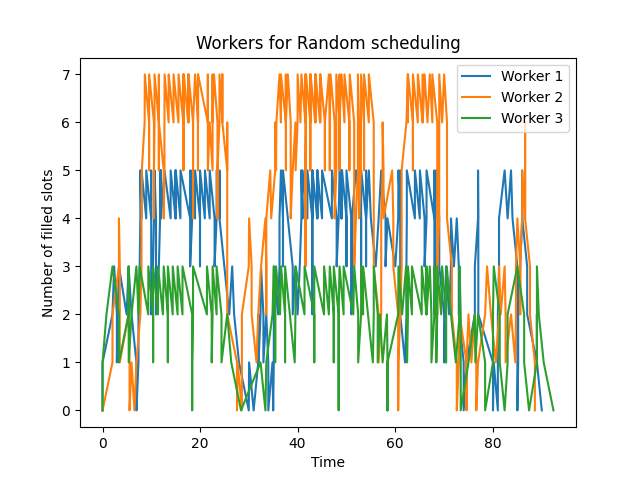 Workers for Random scheduling
Number of filled slots
7
6
5
4
3
2
1
0
Worker 1
Worker 2
Worker 3
0 20 40 60 80
Time